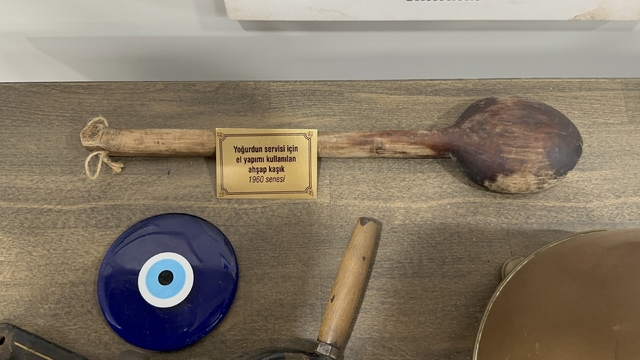 Yoğurdun servisi için
el yapımı kullanılan
ahşap kaşık
1960 senesi